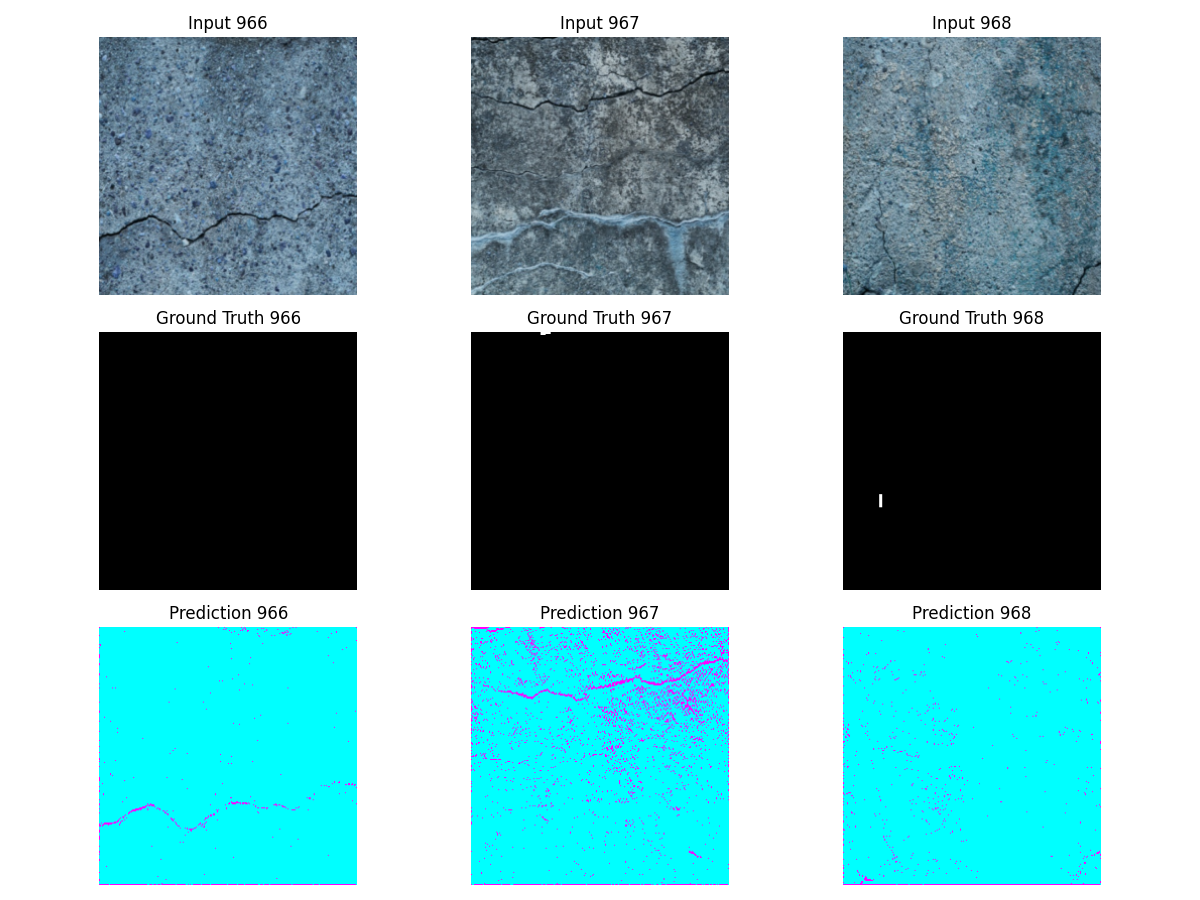 Input 966
Input 967
Input 968
Ground Truth 966
Ground Truth 967
Ground Truth 968
Prediction 966
Prediction 967
Prediction 968